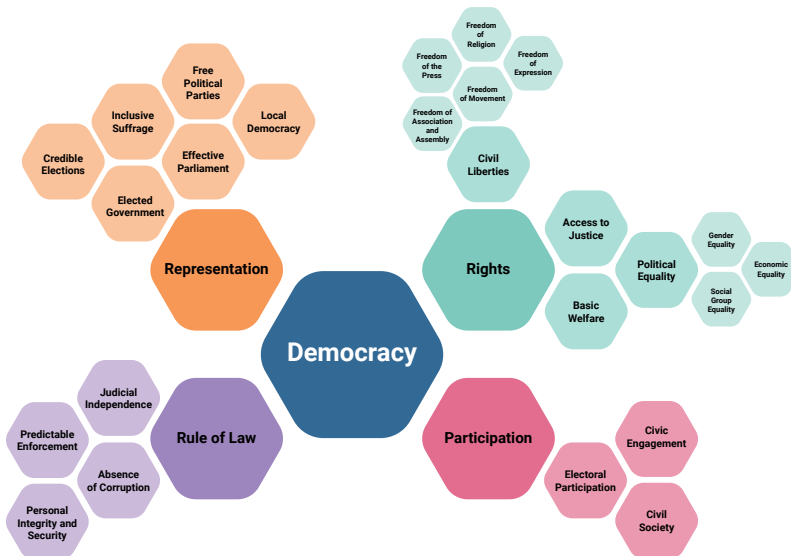 Free
Political
Parties
Inclusive
Suffrage
Local
Democracy
Credible
Elections
Effective
Parliament
Elected
Government
Representation
Freedom
of
Religion
Freedom
of the
Press
Freedom
of
Expression
Freedom
of Movement
Freedom of
Association
and
Assembly
Civil
Liberties
Rights
Access to
Justice
Political
Equality
Basic
Welfare
Gender
Equality
Economic
Equality
Social
Group
Equality
Democracy
Judicial
Independence
Predictable
Enforcement
Absence
of Corruption
Personal
Integrity and
Security
Rule of Law
Participation
Civic
Engagement
Electoral
Participation
Civil
Society